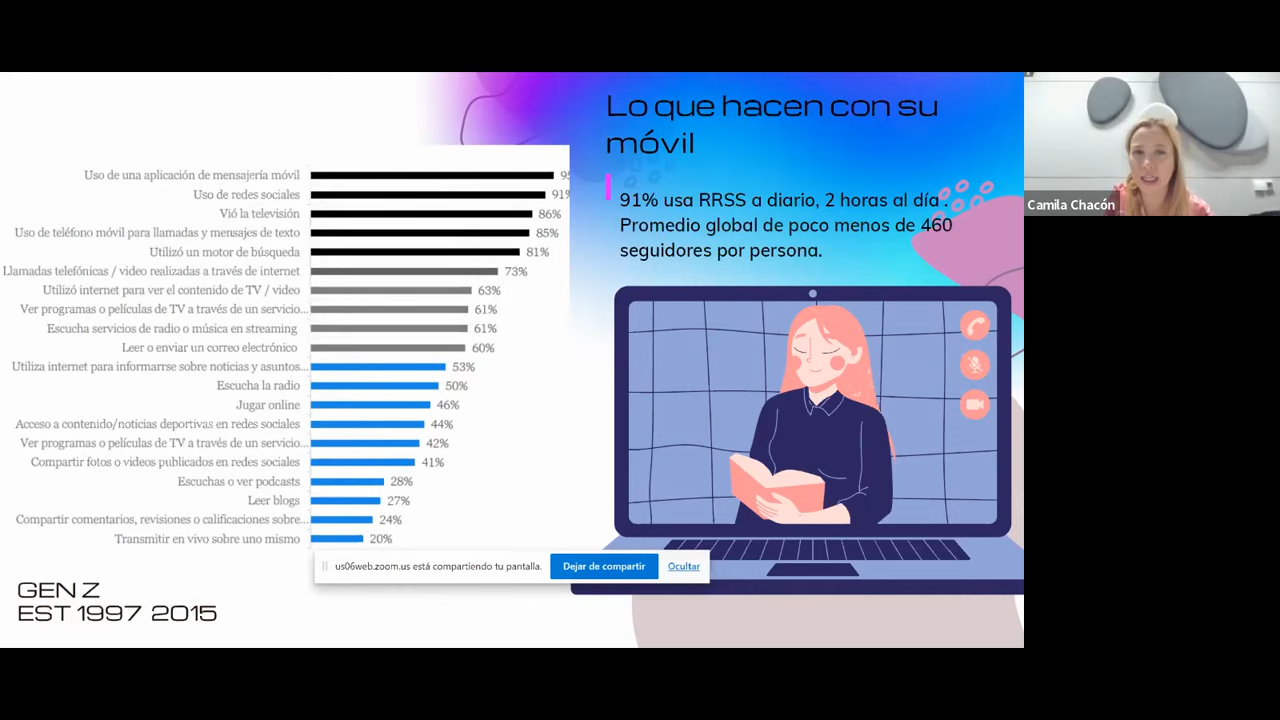 Lo que hacen con su
móvil
91% usa RRSS a diario, 2 horas al día .
Promedio global de poco menos de 460
seguidores por persona.
Uso de una aplicación de mensajería móvil 95
Uso de redes sociales 91%
Vió la televisión 86%
Uso de teléfono móvil para llamadas y mensajes de texto 85%
Utilizó un motor de búsqueda 81%
Llamadas telefónicas / video realizadas a través de internet 73%
Utilizó internet para ver el contenido de TV / video 63%
Ver programas o películas de TV a través de un servicio... 61%
Escucha servicios de radio o música en streaming 61%
Leer o enviar un correo electrónico 60%
Utiliza internet para informarrse sobre noticias y asuntos... 53%
Escucha la radio 50%
Jugar online 46%
Acceso a contenido/noticias deportivas en redes sociales 44%
Ver programas o películas de TV a través de un servicio... 42%
Compartir fotos o videos publicados en redes sociales 41%
Escuchas o ver podcasts 28%
Leer blogs 27%
Compartir comentarios, revisiones o calificaciones sobre... 24%
Transmitir en vivo sobre uno mismo 20%
us06web.zoom.us está compartiendo tu pantalla. Dejar de compartir Ocultar
GEN Z
EST 1997 2015
Camila Chacón